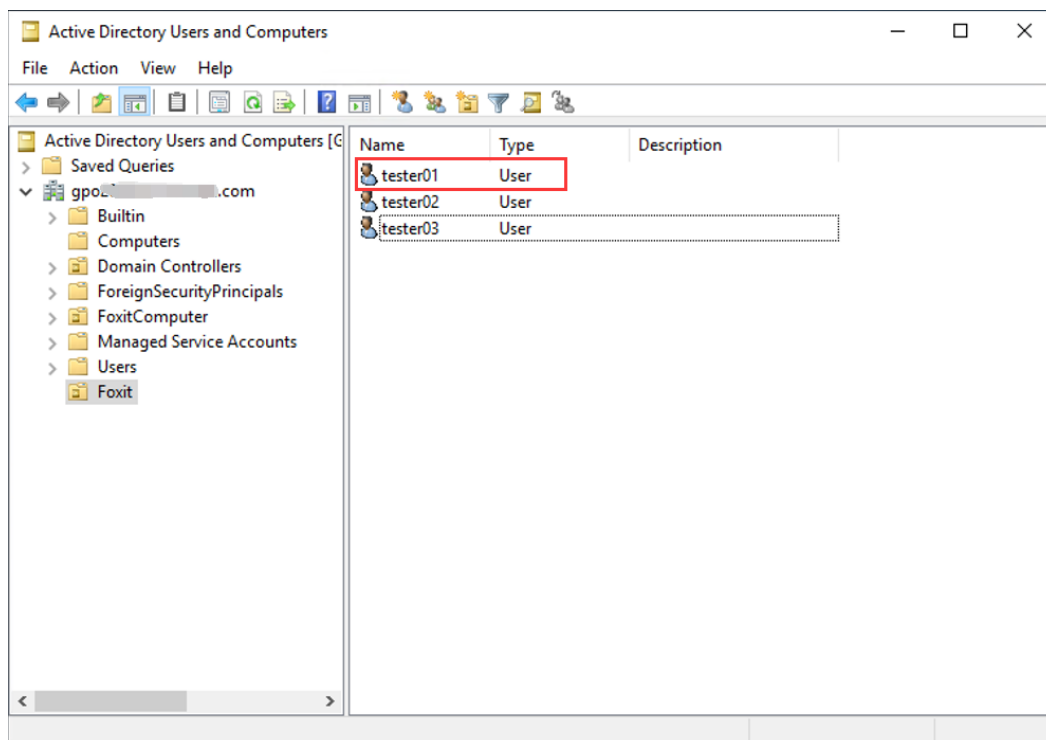 Active Directory Users and Computers
File Action View Help
Active Directory Users and Computers [G
Saved Queries
.com
Builtin
Computers
Domain Controllers
ForeignSecurityPrincipals
FoxitComputer
Managed Service Accounts
Users
Foxit
Name Type Description
tester01 User
tester02 User
tester03 User